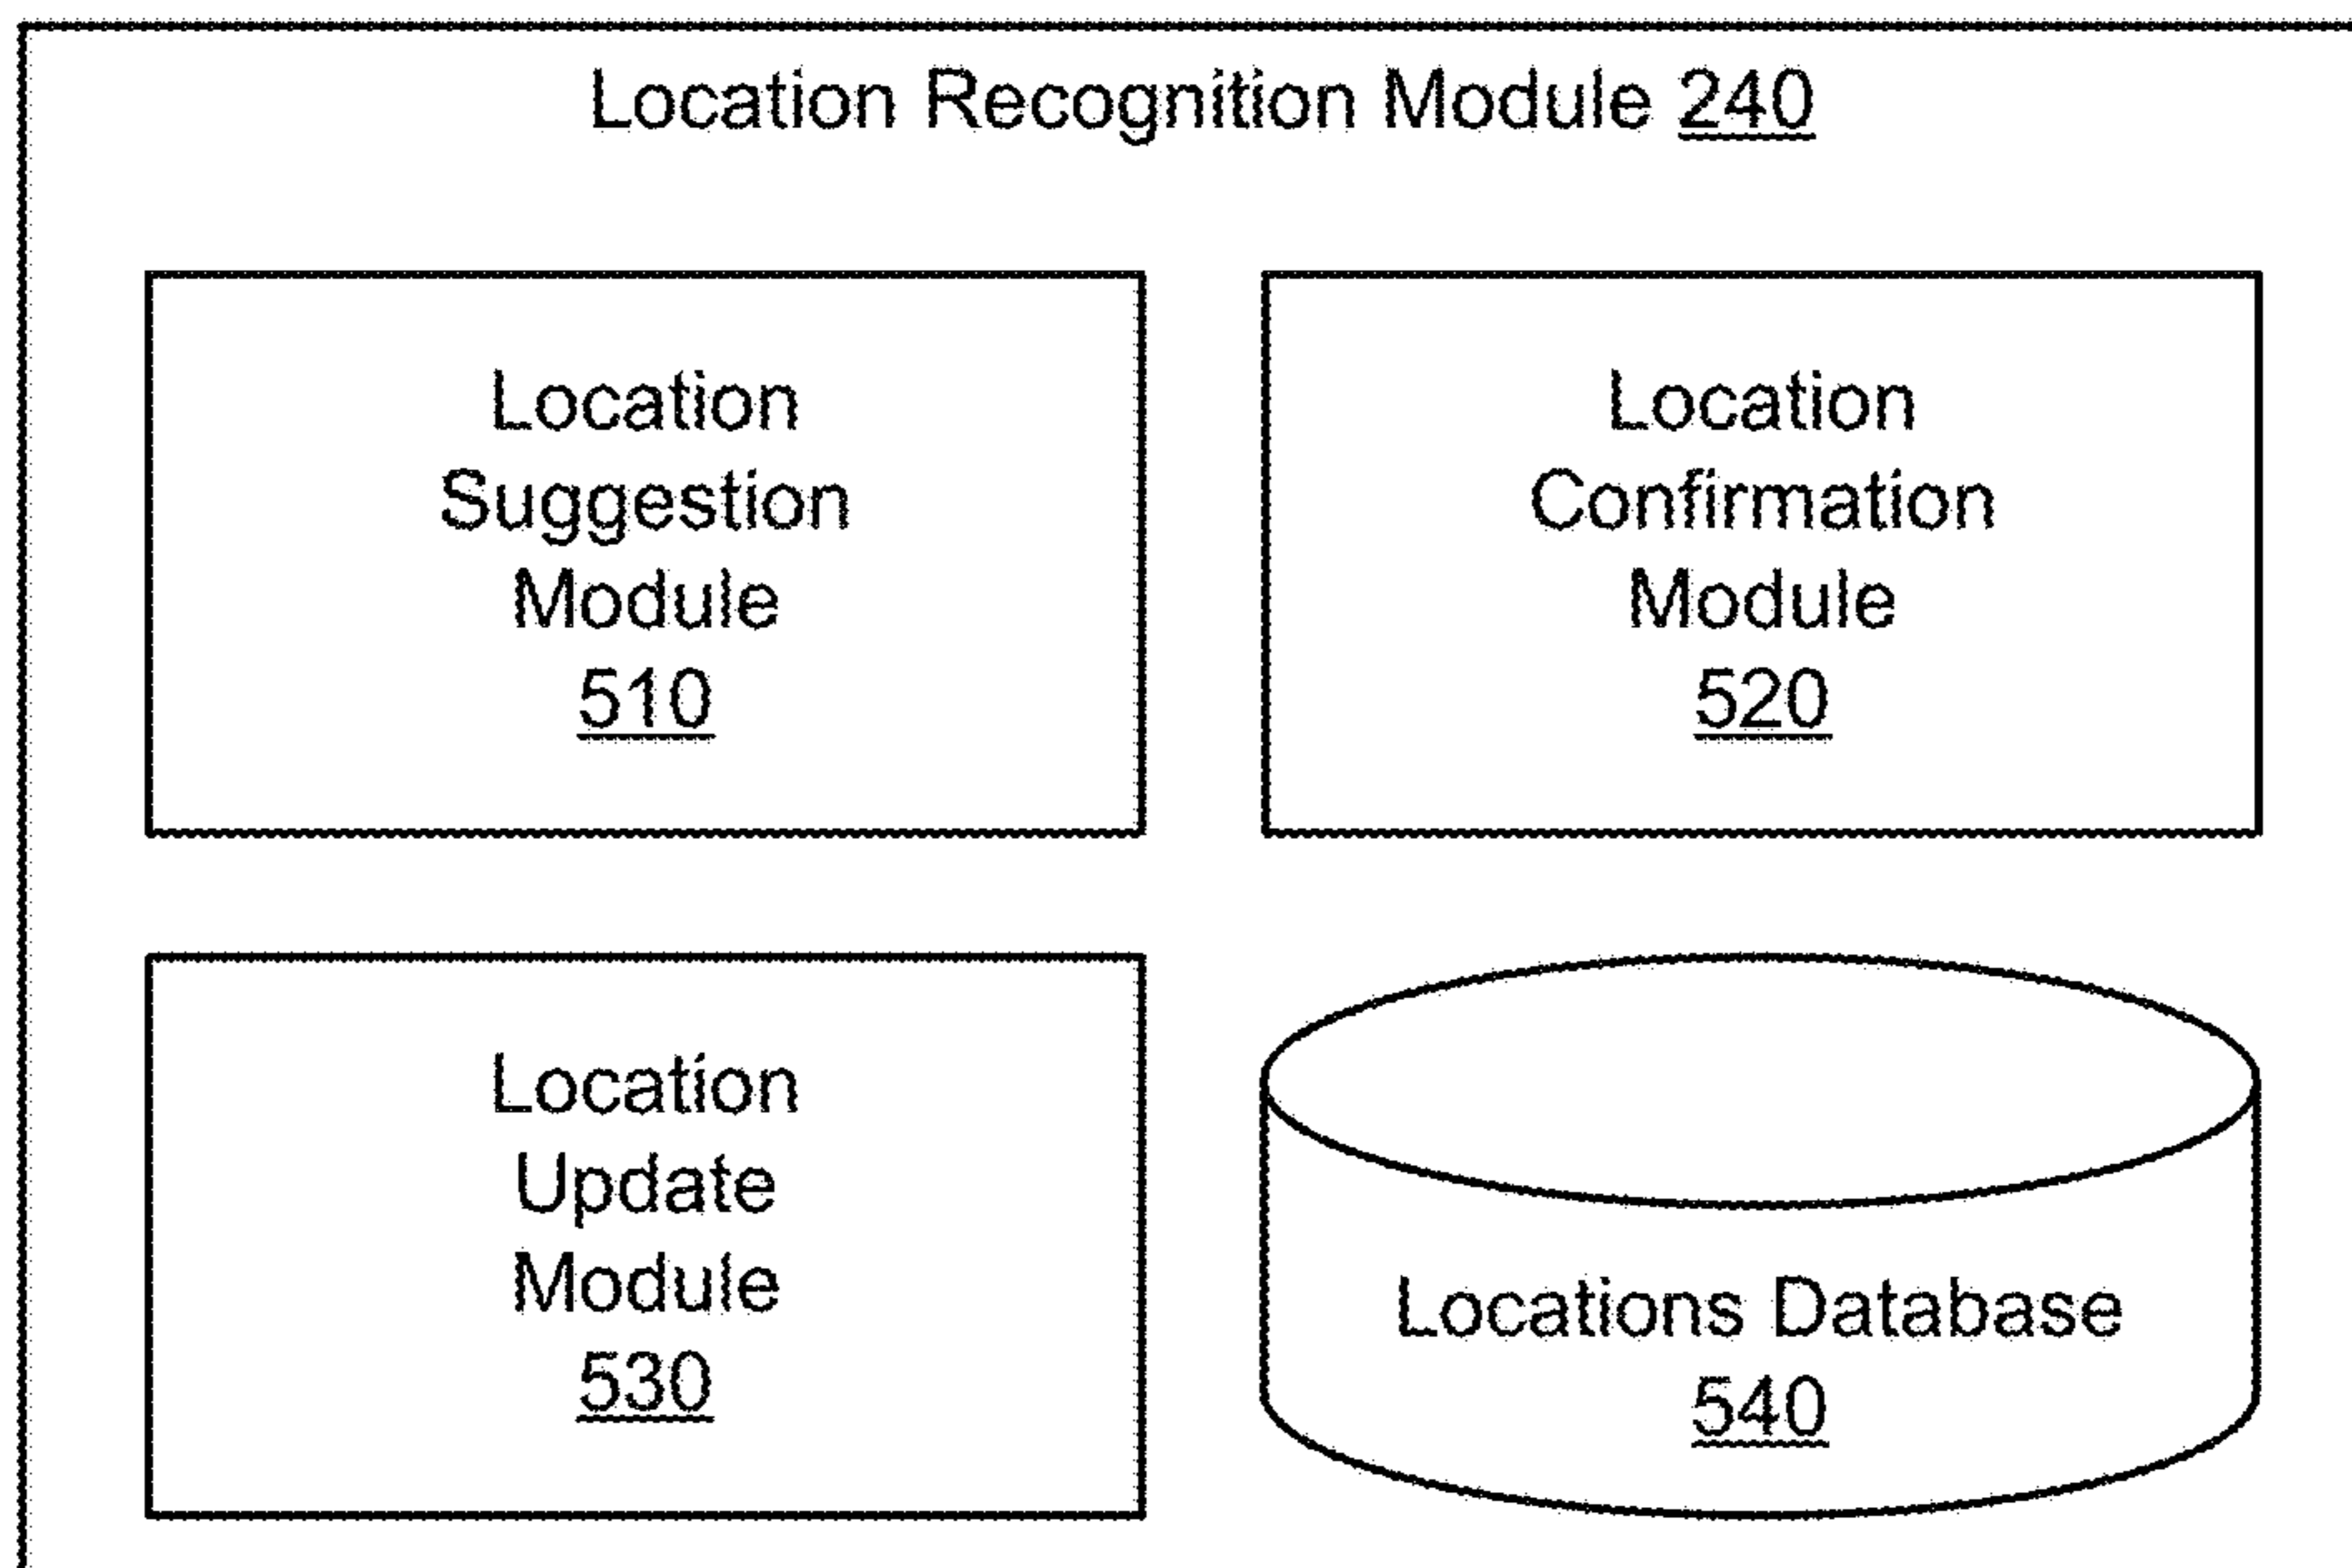 Location Recognition Module 240
Location
Suggestion
Module
510
Location
Confirmation
Module
520
Location
Update
Module
530
Locations Database
540